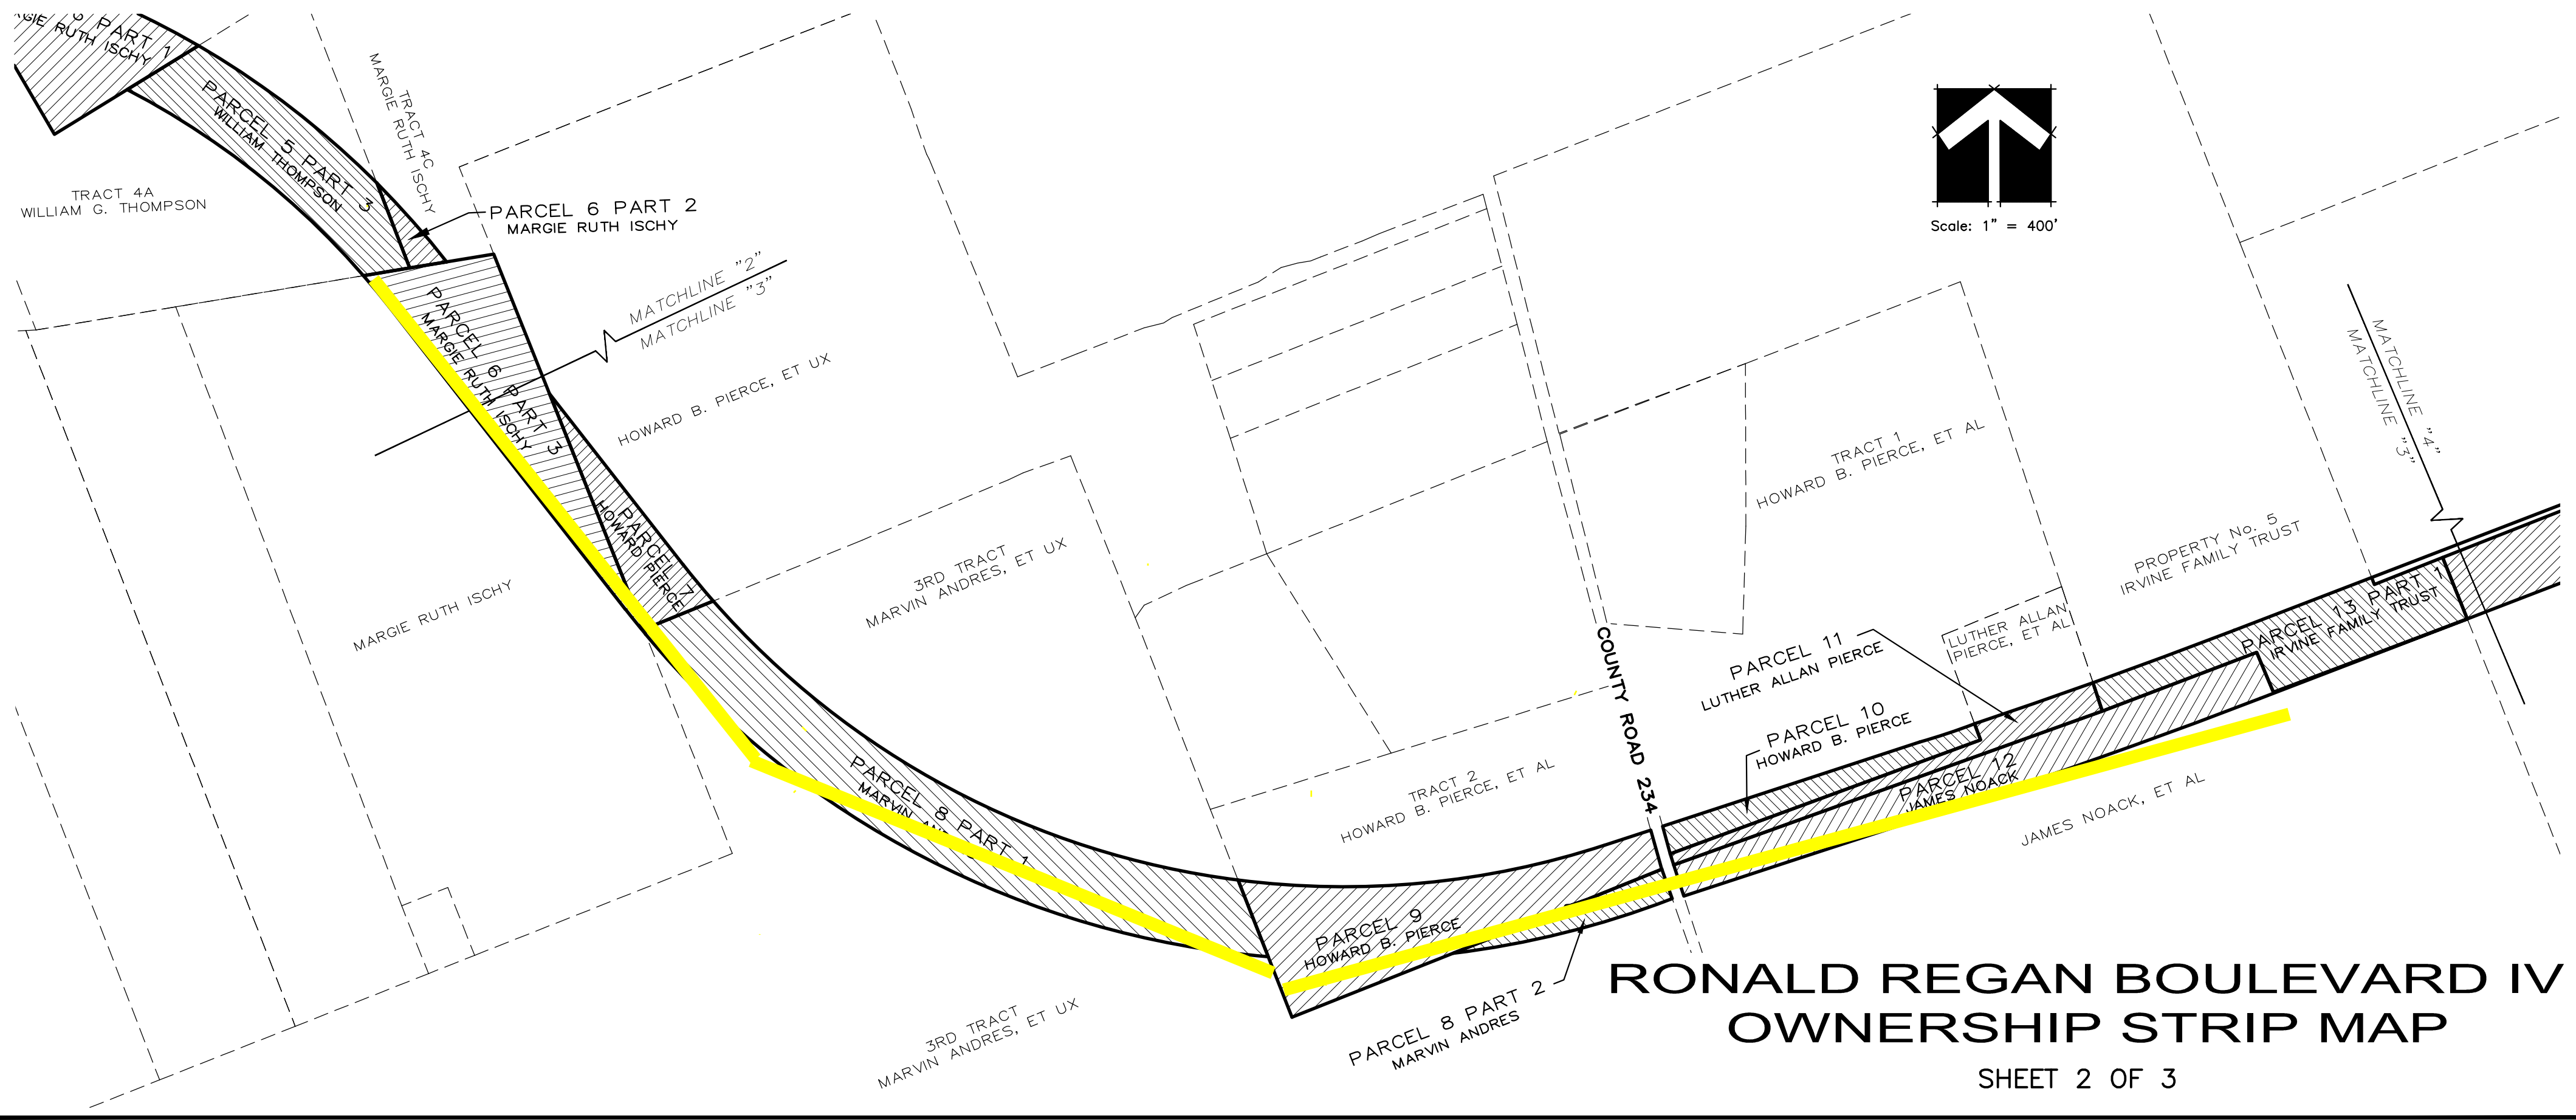 6 PART 1
RUTH ISCHY
PARCEL 5 PART 3
WILLIAM THOMPSON
TRACT 4C
MARGIE RUTH ISCHY
TRACT 4A
WILLIAM G. THOMPSON
PARCEL 6 PART 2
MARGIE RUTH ISCHY
Scale: 1" = 400'
MATCHLINE "2"
MATCHLINE "3"
PARCEL 6 PART 3
MARGIE RUTH ISCHY
HOWARD B. PIERCE, ET UX
MATCHLINE "4"
MATCHLINE "3"
TRACT 1
HOWARD B. PIERCE, ET AL
PARCEL 7
HOWARD PIERCE
3RD TRACT
MARVIN ANDRES, ET UX
PROPERTY No. 5
IRVINE FAMILY TRUST
MARGIE RUTH ISCHY
PARCEL 13 PART 1
IRVINE FAMILY TRUST
LUTHER ALLAN
PIERCE, ET AL
COUNTY ROAD 234
PARCEL 11
LUTHER ALLAN PIERCE
PARCEL 10
HOWARD B. PIERCE
PARCEL 12
JAMES NOACK
TRACT 2
HOWARD B. PIERCE, ET AL
JAMES NOACK, ET AL
PARCEL 8 PART 1
MARVIN
PARCEL 9
HOWARD B. PIERCE
PARCEL 8 PART 2
MARVIN ANDRES
3RD TRACT
MARVIN ANDRES, ET UX
RONALD REGAN BOULEVARD IV
OWNERSHIP STRIP MAP
SHEET 2 OF 3